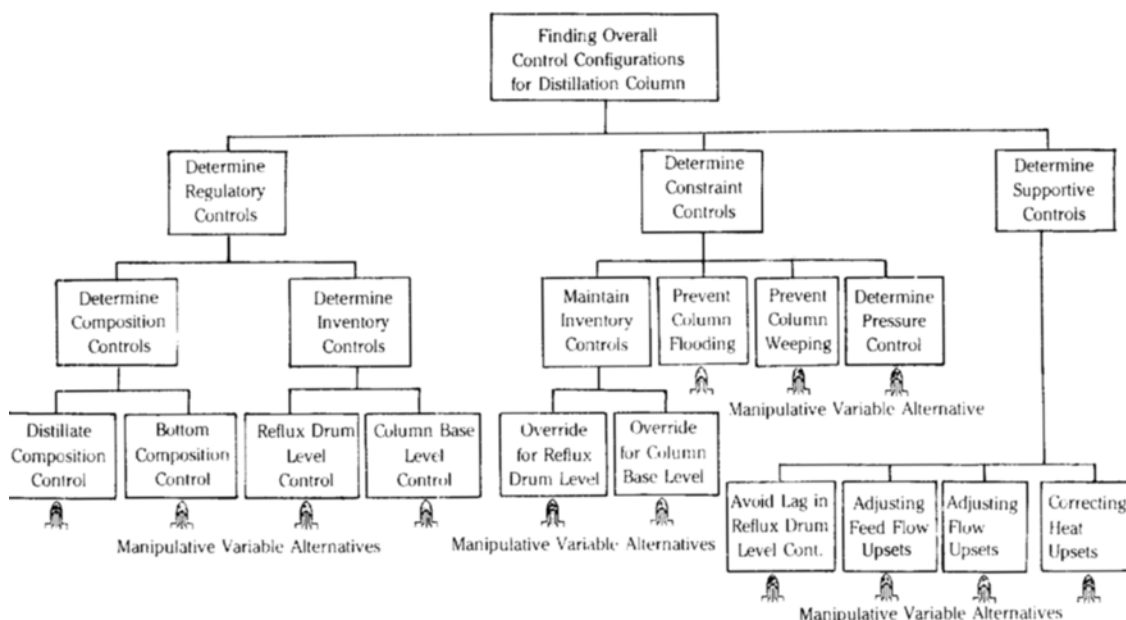 Finding Overall
Control Configurations
for Distillation Column
Determine
Regulatory
Controls
Determine
Constraint
Controls
Determine
Supportive
Controls
Determine
Composition
Controls
Determine
Inventory
Controls
Maintain
Inventory
Controls
Prevent
Column
Flooding
Prevent
Column
Weeping
Determine
Pressure
Control
Manipulative Variable Alternative
Distillate
Composition
Control
Bottom
Composition
Control
Reflux Drum
Level
Control
Column Base
Level
Control
Override
for Reflux
Drum Level
Override
for Column
Base Level
Manipulative Variable Alternatives
Manipulative Variable Alternatives
Avoid Lag in
Reflux Drum
Level Cont.
Adjusting
Feed Flow
Upsets
Adjusting
Flow
Upsets
Correcting
Heat
Upsets
Manipulative Variable Alternatives